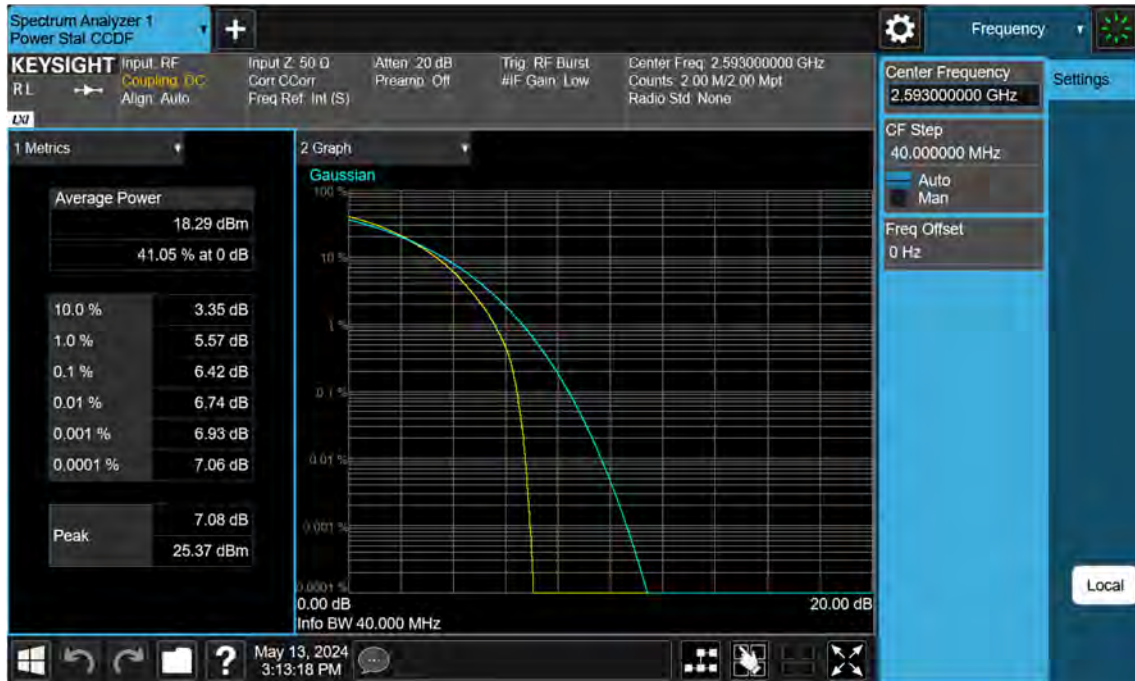 Spectrum Analyzer 1
Power Stat CCDF
Frequency
KEYSIGHT
R L
LXI
Input: RF
Coupling: DC
Align: Auto
Input Z: 50 Ω
Corr CCorr
Freq Ref: Int (S)
Atten: 20 dB
Preamp: Off
Trig: RF Burst
#IF Gain: Low
Center Freq: 2.593000000 GHz
Counts: 2.00 M/2.00 Mpt
Radio Std: None
Center Frequency
2.593000000 GHz
Settings
CF Step
40.000000 MHz
Auto
Man
Freq Offset
0 Hz
1 Metrics
Average Power
18.29 dBm
41.05 % at 0 dB
10.0 % 3.35 dB
1.0 % 5.57 dB
0.1 % 6.42 dB
0.01 % 6.74 dB
0.001 % 6.93 dB
0.0001 % 7.06 dB
Peak
7.08 dB
25.37 dBm
2 Graph
Gaussian
100 %
10 %
1 %
0.1 %
0.01 %
0.001 %
0.0001 %
0.00 dB 20.00 dB
Info BW 40.000 MHz
Local
?
May 13, 2024
3:13:18 PM